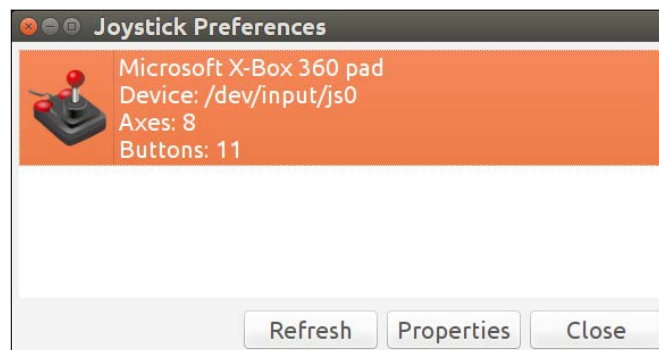 Joystick Preferences
Microsoft X-Box 360 pad
Device: /dev/input/js0
Axes: 8
Buttons: 11
Refresh Properties Close